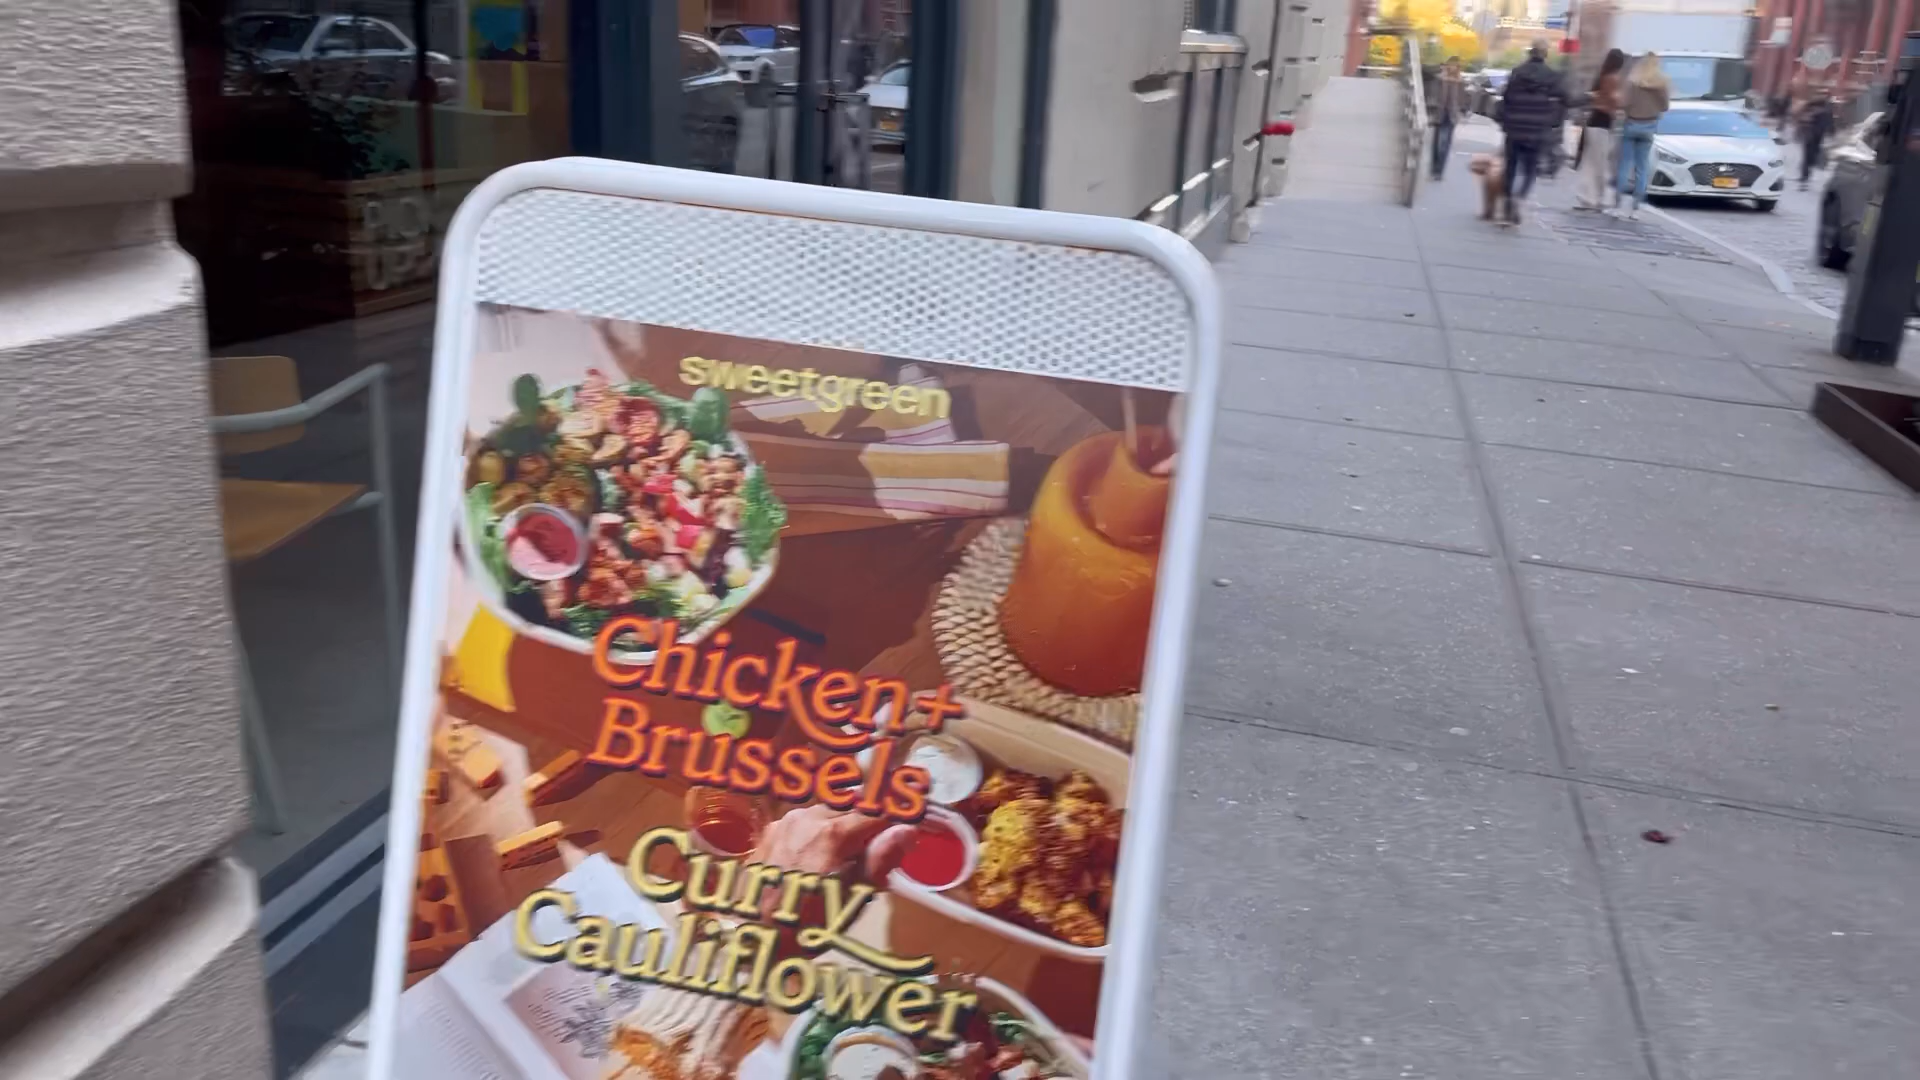 sweetgreen
Chicken+
Brussels
Curry
Cauliflower